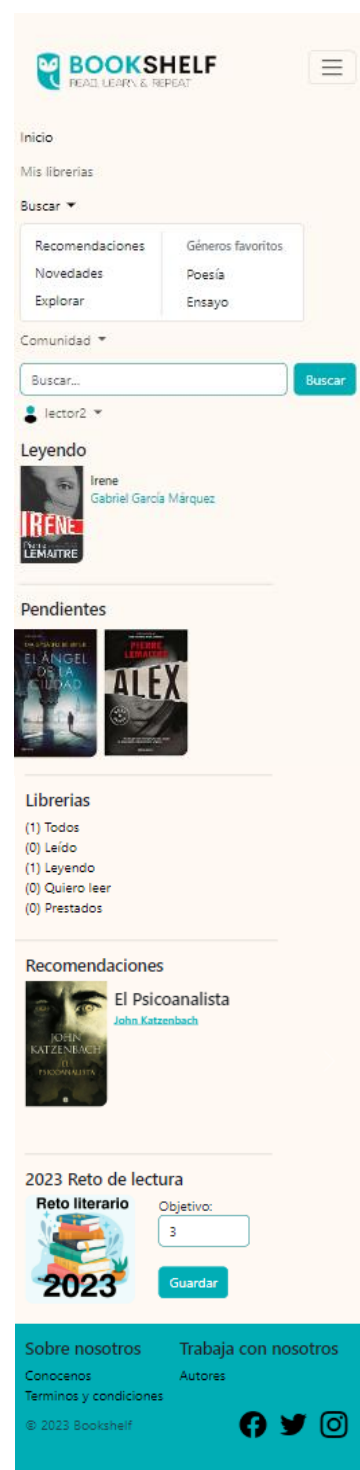 BOOKSHELF
READ, LEARN & REPEAT
Inicio
Mis librerias
Buscar
Recomendaciones
Novedades
Explorar
Géneros favoritos
Poesía
Ensayo
Comunidad
Buscar...
Buscar
lector2
Leyendo
IRENE
Pierre
LEMAITRE
Irene
Gabriel García Márquez
Pendientes
EL ÁNGEL
DE LA
CIUDAD
PIERRE
LEMAITRE
ALEX
Librerias
(1) Todos
(0) Leído
(1) Leyendo
(0) Quiero leer
(0) Prestados
Recomendaciones
JOHN
KATZENBACH
EL
PSICOANALISTA
El Psicoanalista
John Katzenbach
2023 Reto de lectura
Reto literario
2023
Objetivo:
3
Guardar
Sobre nosotros
Conocenos
Terminos y condiciones
© 2023 Bookshelf
Trabaja con nosotros
Autores